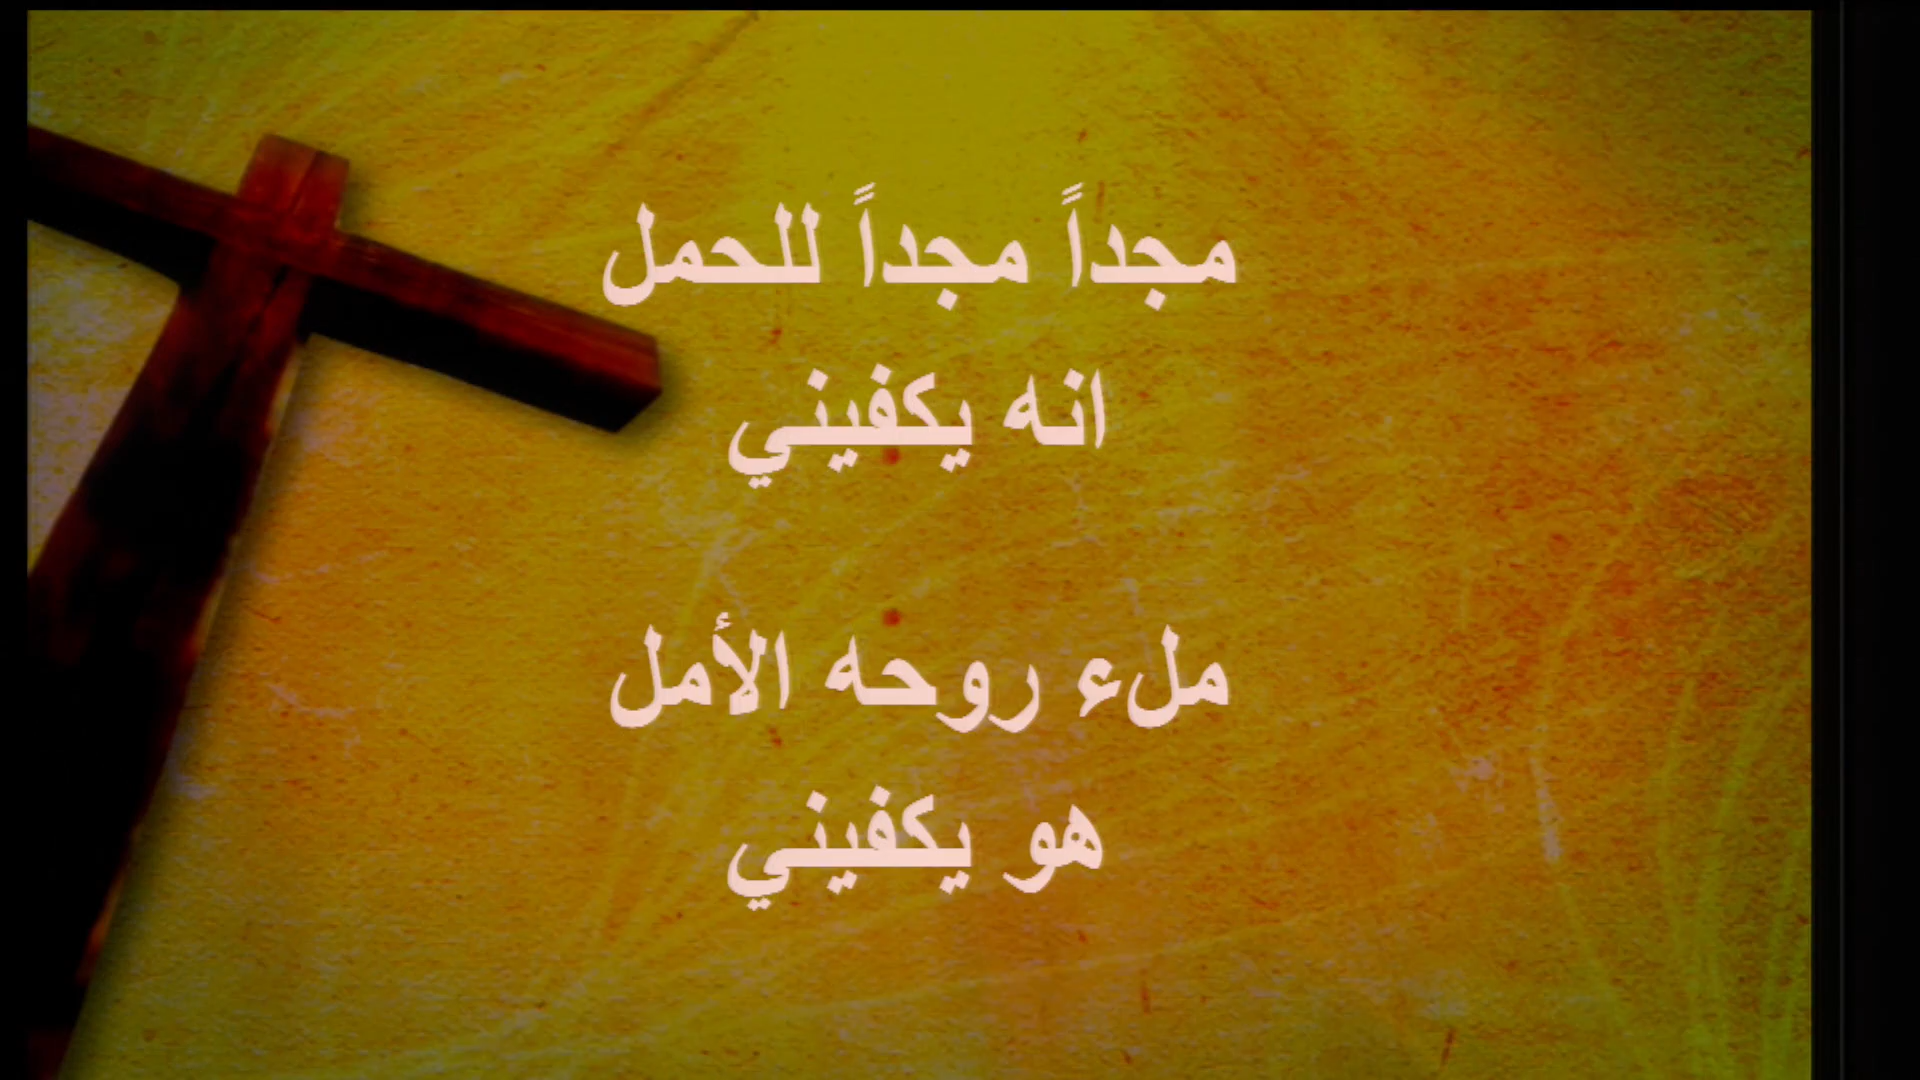 مجداً مجداً للحمل
انه يكفيني
ملء روحه الأمل
هو يكفيني